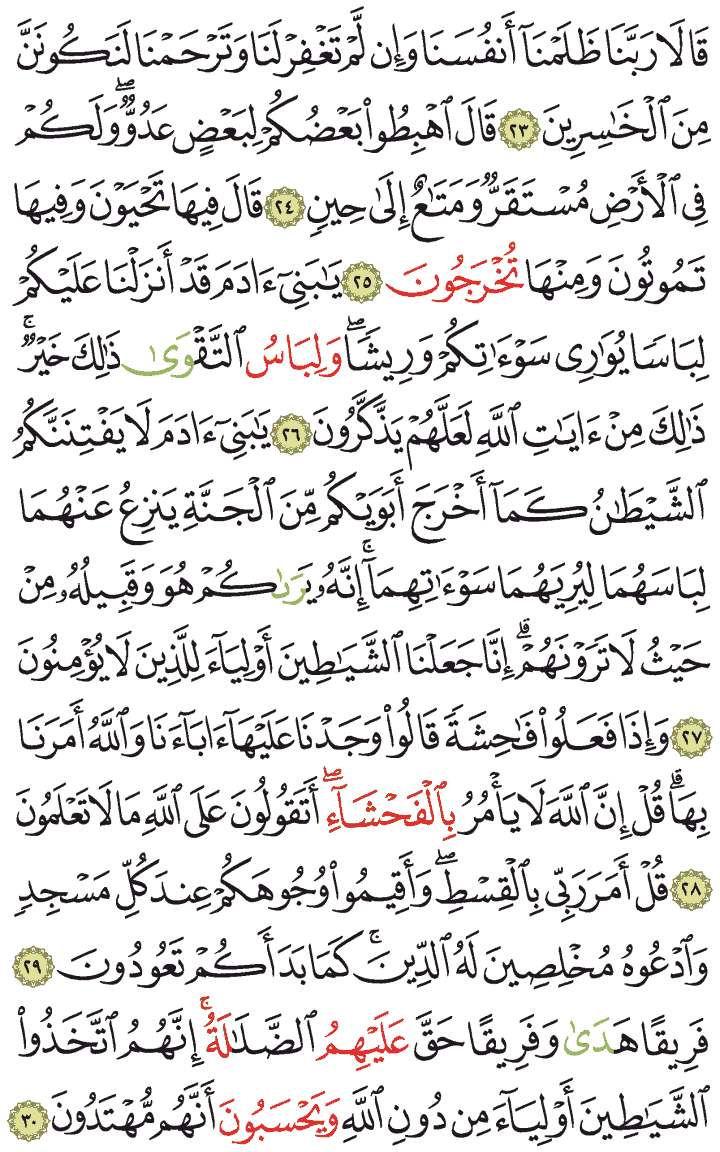 قَالَا رَبَّنَا ظَلَمْنَآ أَنفُسَنَا وَإِن لَّمْ تَغْفِرْ لَنَا وَتَرْحَمْنَا لَنَكُونَنَّ
مِنَ ٱلْخَـٰسِرِينَ ٢٣ قَالَ ٱهْبِطُوا۟ بَعْضُكُمْ لِبَعْضٍ عَدُوٌّۖ وَلَكُمْ
فِى ٱلْأَرْضِ مُسْتَقَرٌّ وَمَتَـٰعٌ إِلَىٰ حِينٍ ٢٤ قَالَ فِيهَا تَحْيَوْنَ وَفِيهَا
تَمُوتُونَ وَمِنْهَا تُخْرَجُونَ ٢٥ يَـٰبَنِىٓ ءَادَمَ قَدْ أَنزَلْنَا عَلَيْكُمْ
لِبَاسًا يُوَٰرِى سَوْءَٰتِكُمْ وَرِيشًاۖ وَلِبَاسُ ٱلتَّقْوَىٰ ذَٰلِكَ خَيْرٌۚ
ذَٰلِكَ مِنْ ءَايَـٰتِ ٱللَّهِ لَعَلَّهُمْ يَذَّكَّرُونَ ٢٦ يَـٰبَنِىٓ ءَادَمَ لَا يَفْتِنَنَّكُمُ
ٱلشَّيْطَـٰنُ كَمَآ أَخْرَجَ أَبَوَيْكُم مِّنَ ٱلْجَنَّةِ يَنزِعُ عَنْهُمَا
لِبَاسَهُمَا لِيُرِيَهُمَا سَوْءَٰتِهِمَآۚ إِنَّهُۥ يَرَىٰكُمْ هُوَ وَقَبِيلُهُۥ مِنْ
حَيْثُ لَا تَرَوْنَهُمْۗ إِنَّا جَعَلْنَا ٱلشَّيَـٰطِينَ أَوْلِيَآءَ لِلَّذِينَ لَا يُؤْمِنُونَ
٢٧ وَإِذَا فَعَلُوا۟ فَـٰحِشَةً قَالُوا۟ وَجَدْنَا عَلَيْهَآ ءَابَآءَنَا وَٱللَّهُ أَمَرَنَا
بِهَاۗ قُلْ إِنَّ ٱللَّهَ لَا يَأْمُرُ بِٱلْفَحْشَآءِۖ أَتَقُولُونَ عَلَى ٱللَّهِ مَا لَا تَعْلَمُونَ
٢٨ قُلْ أَمَرَ رَبِّى بِٱلْقِسْطِۖ وَأَقِيمُوا۟ وُجُوهَكُمْ عِندَ كُلِّ مَسْجِدٍ
وَٱدْعُوهُ مُخْلِصِينَ لَهُ ٱلدِّينَۚ كَمَا بَدَأَكُمْ تَعُودُونَ ٢٩
فَرِيقًا هَدَىٰ وَفَرِيقًا حَقَّ عَلَيْهِمُ ٱلضَّلَـٰلَةُۚ إِنَّهُمُ ٱتَّخَذُوا۟
ٱلشَّيَـٰطِينَ أَوْلِيَآءَ مِن دُونِ ٱللَّهِ وَيَحْسَبُونَ أَنَّهُم مُّهْتَدُونَ ٣٠